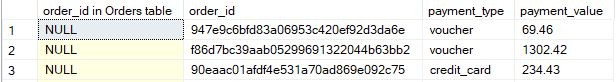 order_id in Orders table order_id payment_type payment_value
1 NULL 947e9c6bfd83a06953c420ef92d3da6e voucher 69.46
2 NULL f86d7bc39aab05299691322044b63bb2 voucher 1302.42
3 NULL 90eaac01afdf4e531a70ad869e092c75 credit_card 234.43